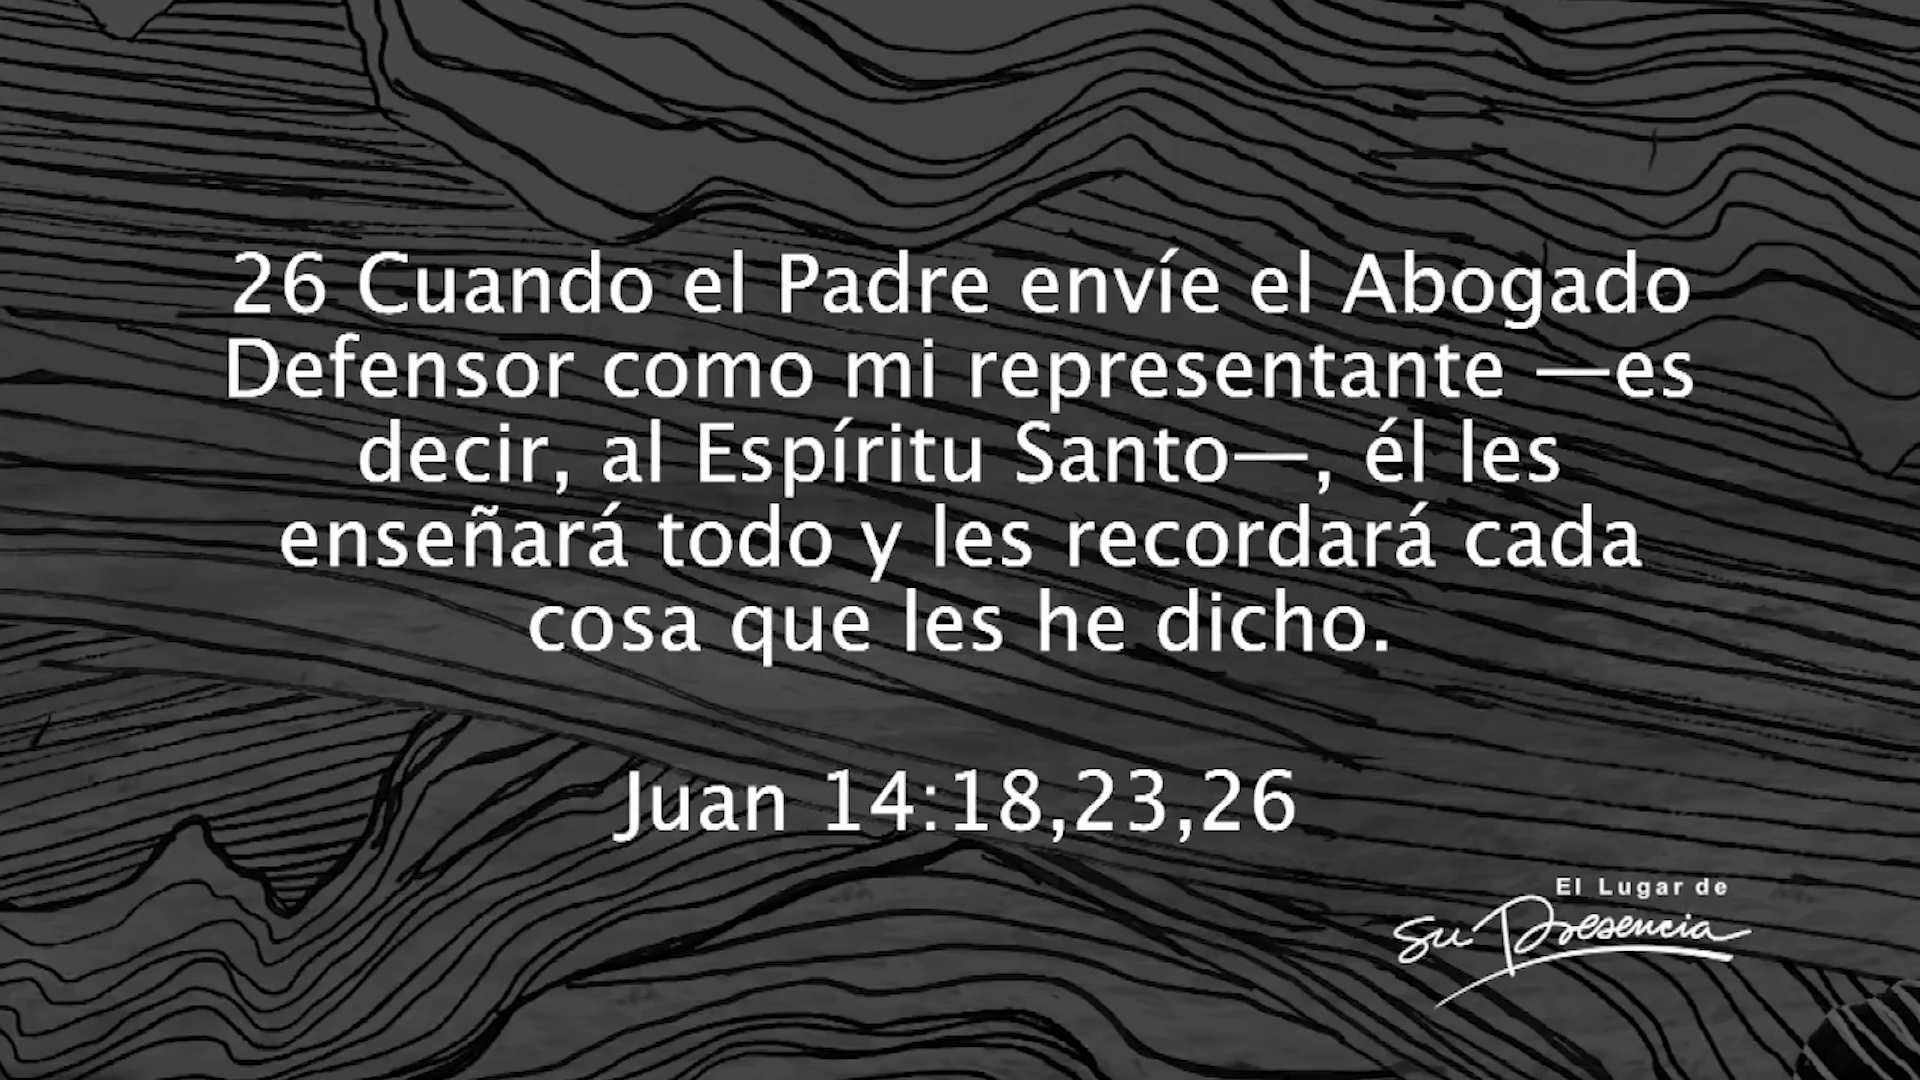 26 Cuando el Padre envíe el Abogado
Defensor como mi representante —es
decir, al Espíritu Santo—, él les
enseñará todo y les recordará cada
cosa que les he dicho.
Juan 14:18,23,26
El Lugar de
Su Presencia